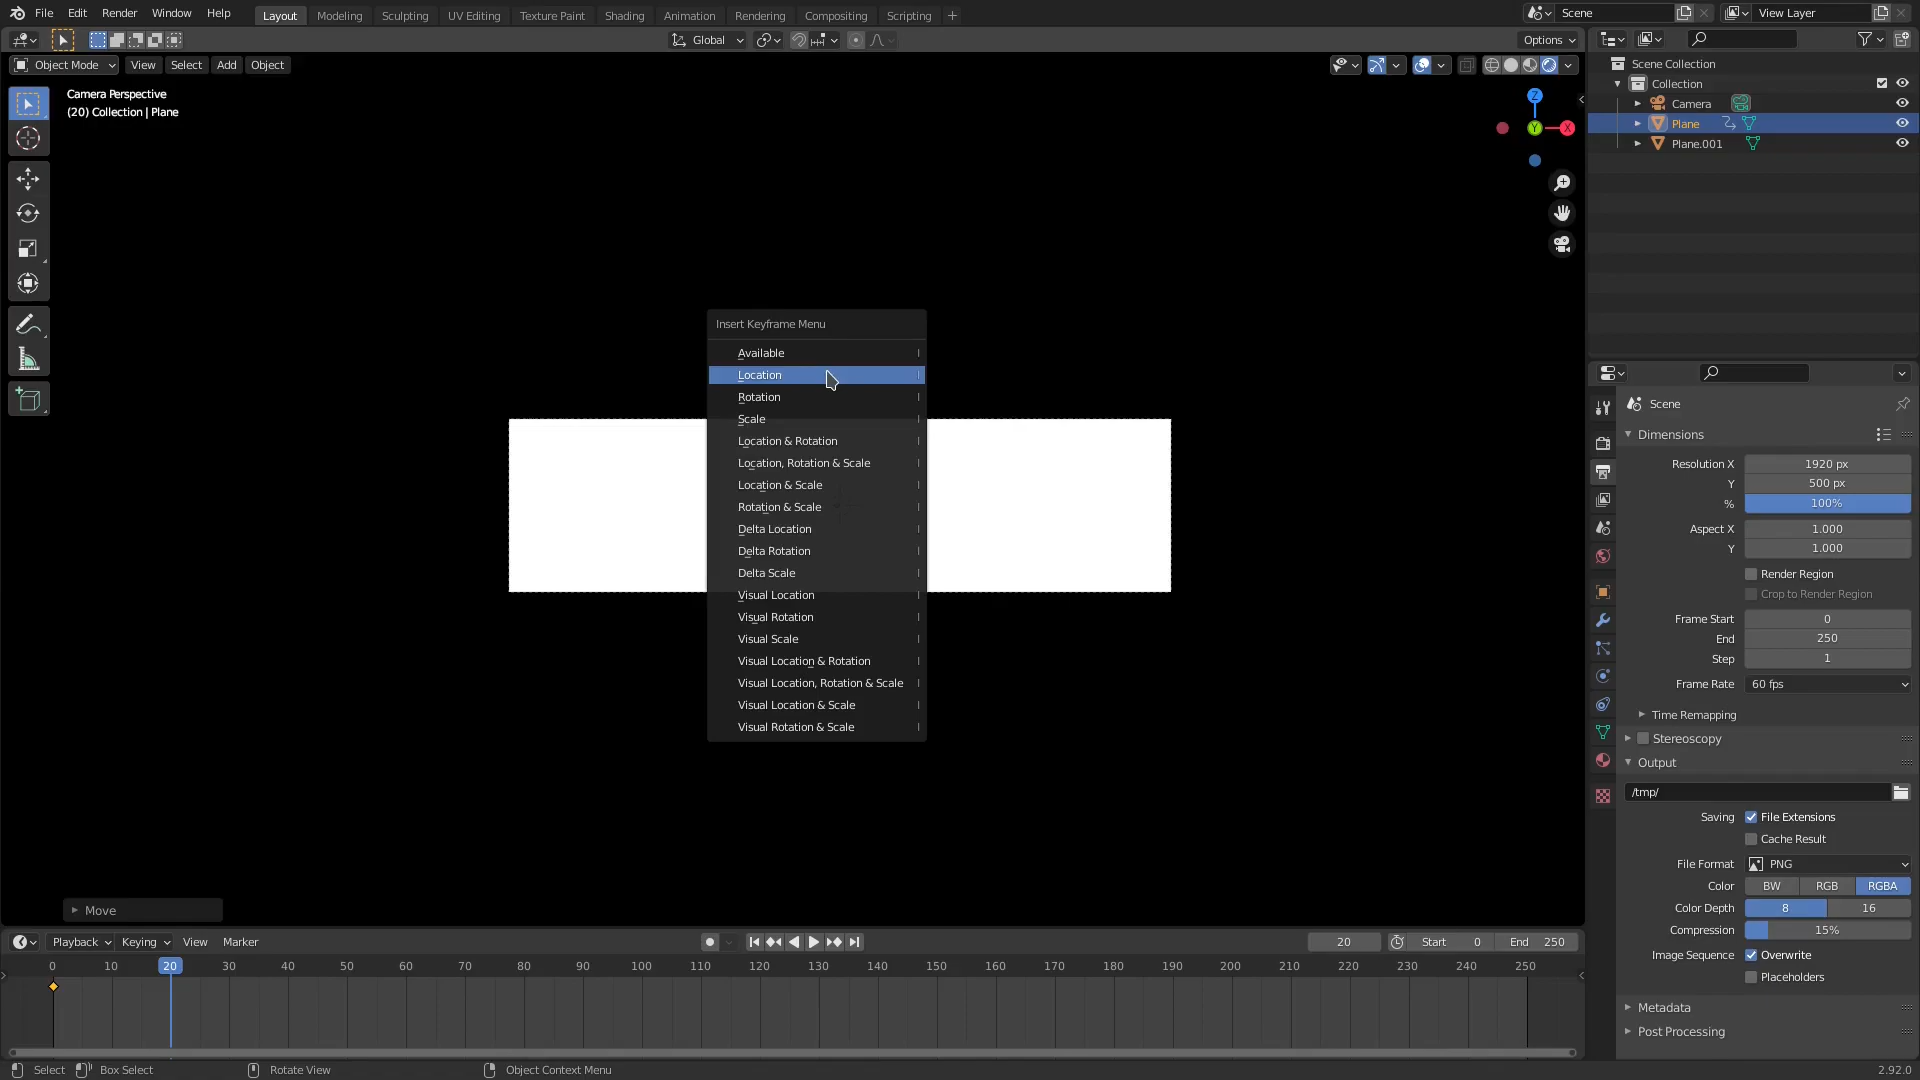 File Edit Render Window Help Layout Modeling Sculpting UV Editing Texture Paint Shading Animation Rendering Compositing Scripting + Scene View Layer
Global Options
Object Mode View Select Add Object
Camera Perspective
(20) Collection | Plane
Z
Y
X
Scene Collection
Collection
Camera
Plane
Plane.001
Insert Keyframe Menu
Available I
Location I
Rotation I
Scale I
Location & Rotation I
Location, Rotation & Scale I
Location & Scale I
Rotation & Scale I
Delta Location I
Delta Rotation I
Delta Scale I
Visual Location I
Visual Rotation I
Visual Scale I
Visual Location & Rotation I
Visual Location, Rotation & Scale I
Visual Location & Scale I
Visual Rotation & Scale I
Scene
Dimensions
Resolution X 1920 px
Y 500 px
% 100%
Aspect X 1.000
Y 1.000
Render Region
Crop to Render Region
Frame Start 0
End 250
Step 1
Frame Rate 60 fps
Time Remapping
Stereoscopy
Output
/tmp/
Saving File Extensions
Cache Result
File Format PNG
Color BW RGB RGBA
Color Depth 8 16
Compression 15%
Image Sequence Overwrite
Placeholders
Metadata
Post Processing
Move
Playback Keying View Marker 20 Start 0 End 250
0 10 20 30 40 50 60 70 80 90 100 110 120 130 140 150 160 170 180 190 200 210 220 230 240 250
Select Box Select Rotate View Object Context Menu 2.92.0